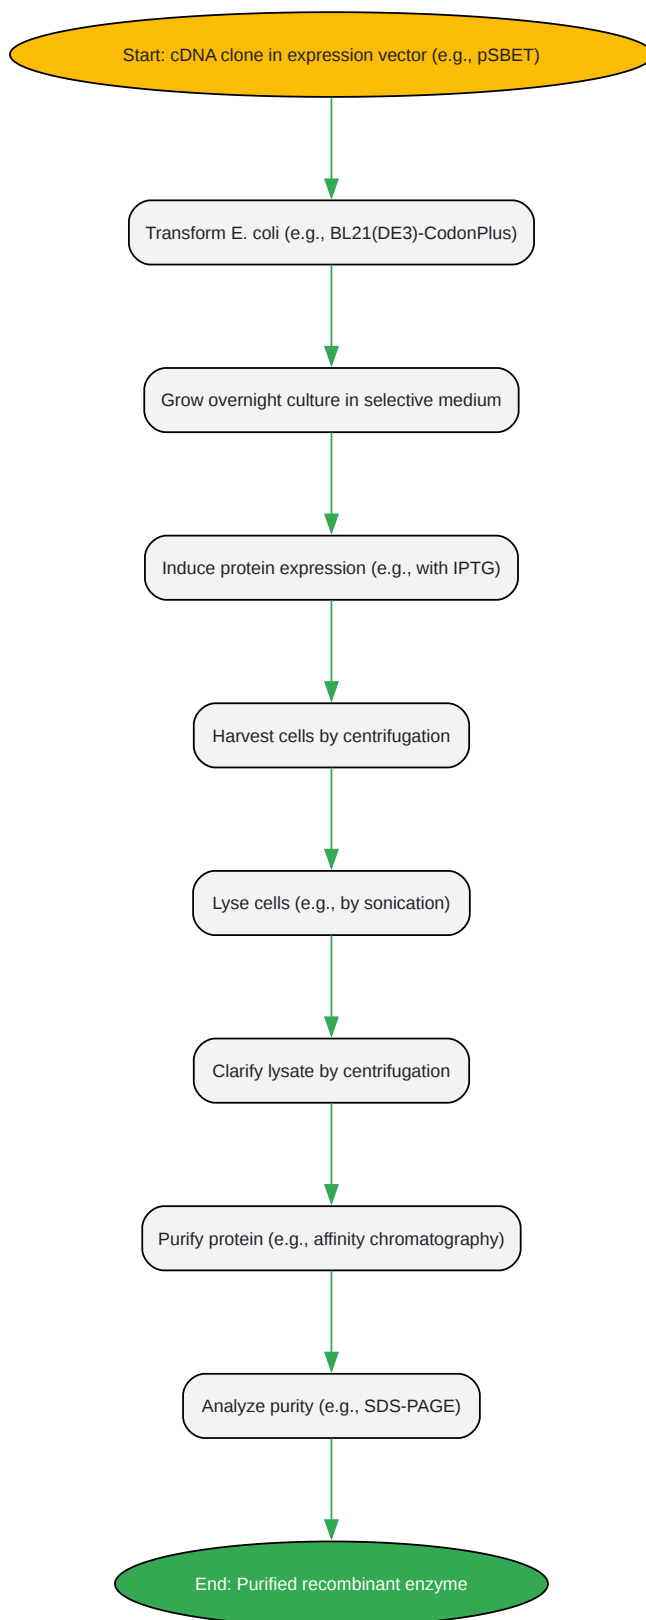 Start: cDNA clone in expression vector (e.g., pSBET)
Transform E. coli (e.g., BL21(DE3)-CodonPlus)
Grow overnight culture in selective medium
Induce protein expression (e.g., with IPTG)
Harvest cells by centrifugation
Lyse cells (e.g., by sonication)
Clarify lysate by centrifugation
Purify protein (e.g., affinity chromatography)
Analyze purity (e.g., SDS-PAGE)
End: Purified recombinant enzyme